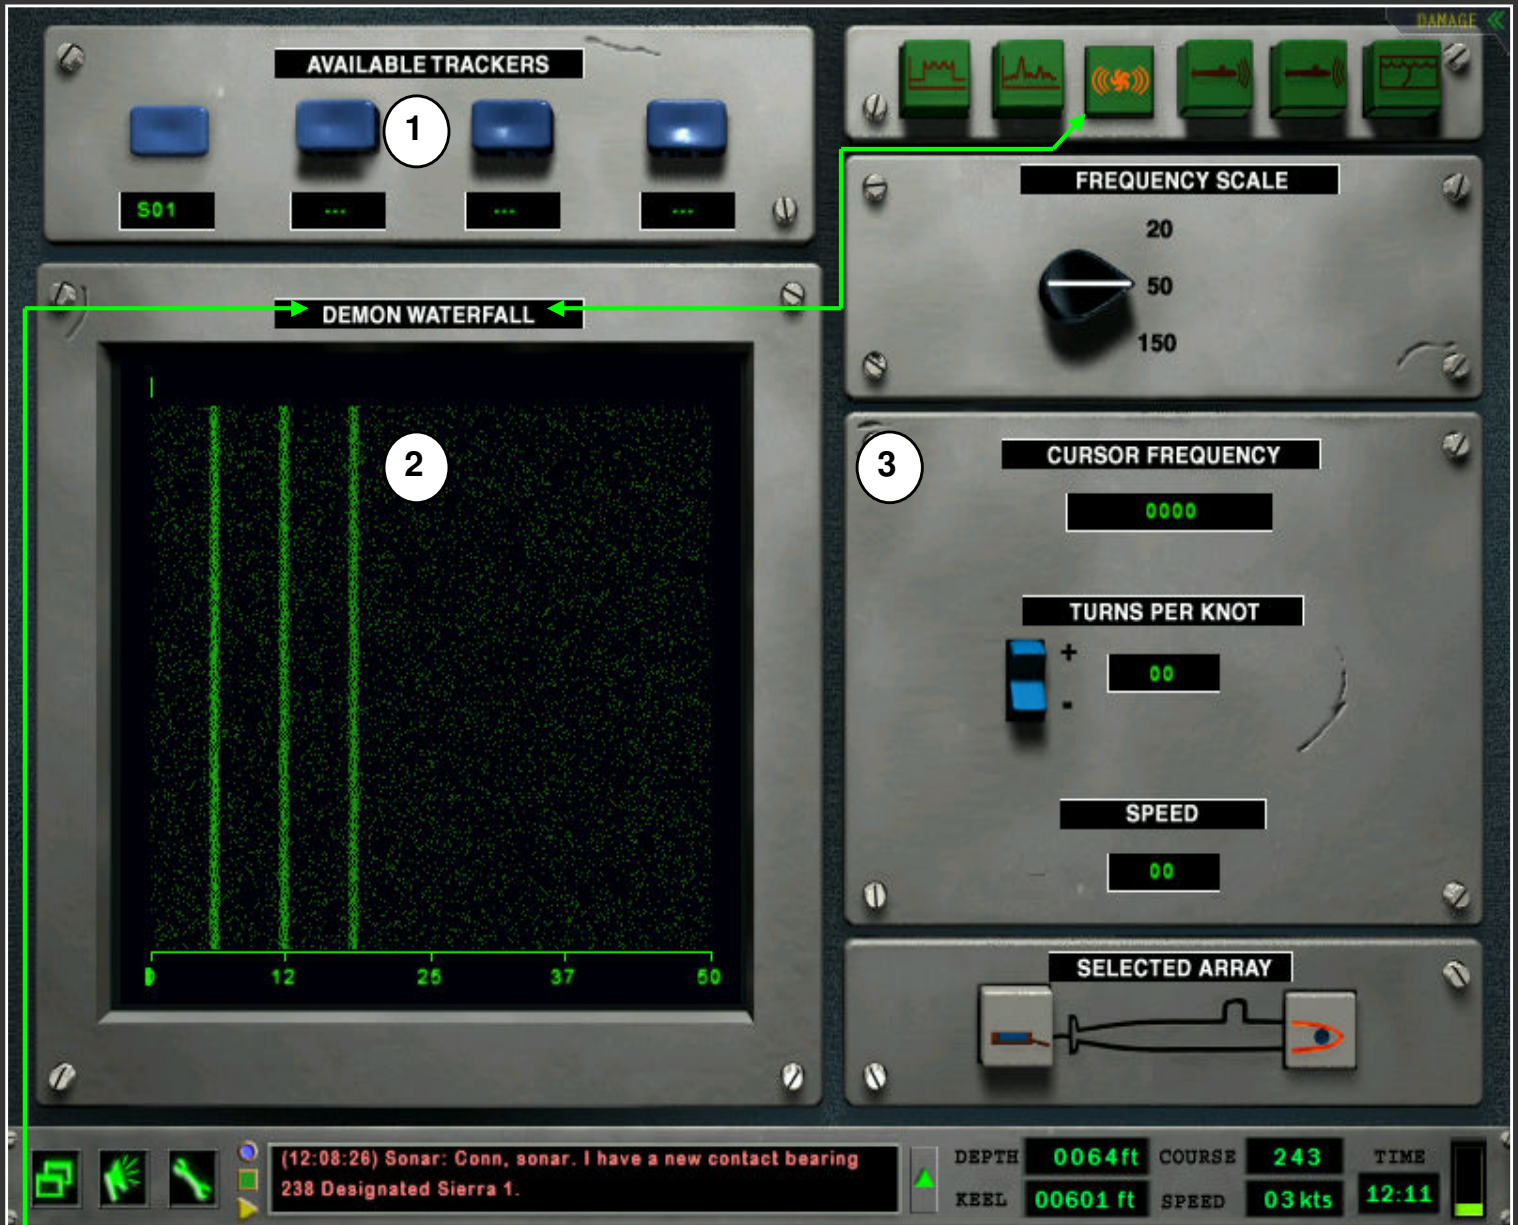 DAMAGE
AVAILABLE TRACKERS
1
S01
---
---
---
FREQUENCY SCALE
20
50
150
DEMON WATERFALL
2
0 12 25 37 50
3
CURSOR FREQUENCY
0000
TURNS PER KNOT
+
00
-
SPEED
00
SELECTED ARRAY
(12:08:26) Sonar: Conn, sonar. I have a new contact bearing
238 Designated Sierra 1.
DEPTH 0064ft COURSE 243 TIME
KEEL 00601 ft SPEED 03 kts 12:11